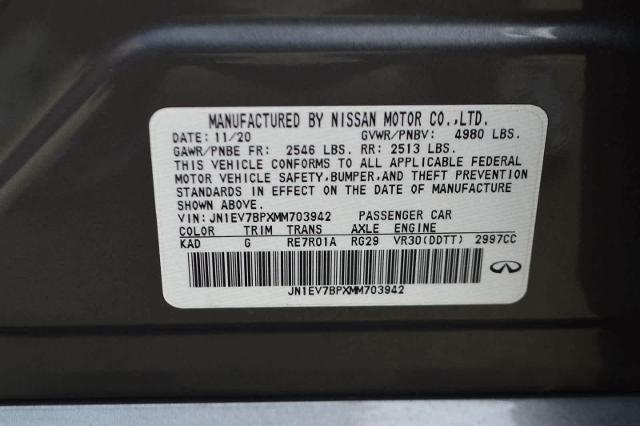 MANUFACTURED BY NISSAN MOTOR CO.,LTD.
DATE: 11/20 GVWR/PNBV: 4980 LBS.
GAWR/PNBE FR: 2546 LBS. RR: 2513 LBS.
THIS VEHICLE CONFORMS TO ALL APPLICABLE FEDERAL
MOTOR VEHICLE SAFETY,BUMPER,AND THEFT PREVENTION
STANDARDS IN EFFECT ON THE DATE OF MANUFACTURE
SHOWN ABOVE.
VIN: JN1EV7BPXMM703942 PASSENGER CAR
COLOR TRIM TRANS AXLE ENGINE
KAD G RE7R01A RG29 VR30(DDTT) 2997CC
JN1EV7BPXMM703942